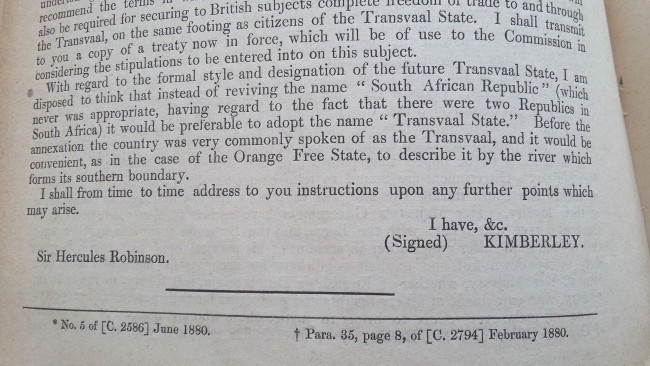 recommend the terms
also be required for securing to British subjects complete freedom of trade to and through
the Transvaal, on the same footing as citizens of the Transvaal State. I shall transmit
to you a copy of a treaty now in force, which will be of use to the Commission in
considering the stipulations to be entered into on this subject.
With regard to the formal style and designation of the future Transvaal State, I am
disposed to think that instead of reviving the name “ South African Republic ” (which
never was appropriate, having regard to the fact that there were two Republics in
South Africa) it would be preferable to adopt the name “ Transvaal State.” Before the
annexation the country was very commonly spoken of as the Transvaal, and it would be
convenient, as in the case of the Orange Free State, to describe it by the river which
forms its southern boundary.
I shall from time to time address to you instructions upon any further points which
may arise.
I have, &c.
(Signed) KIMBERLEY.
Sir Hercules Robinson.
* No. 5 of [C. 2586] June 1880.
† Para. 35, page 8, of [C. 2794] February 1880.